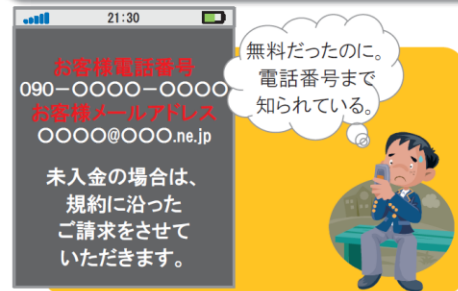 21:30
お客様電話番号
090-○○○○-○○○○
お客様メールアドレス
○○○○@○○○.ne.jp
未入金の場合は、
規約に沿った
ご請求をさせて
いただきます。
無料だったのに。
電話番号まで
知られている。